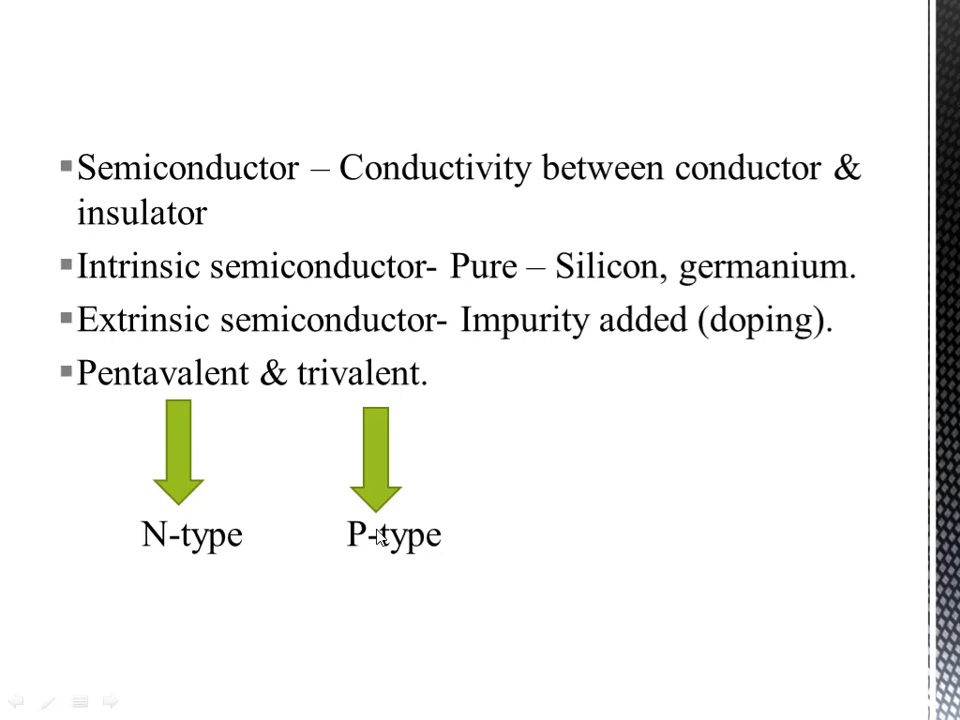 ▪Semiconductor – Conductivity between conductor &
insulator
▪Intrinsic semiconductor- Pure – Silicon, germanium.
▪Extrinsic semiconductor- Impurity added (doping).
▪Pentavalent & trivalent.
N-type P-type